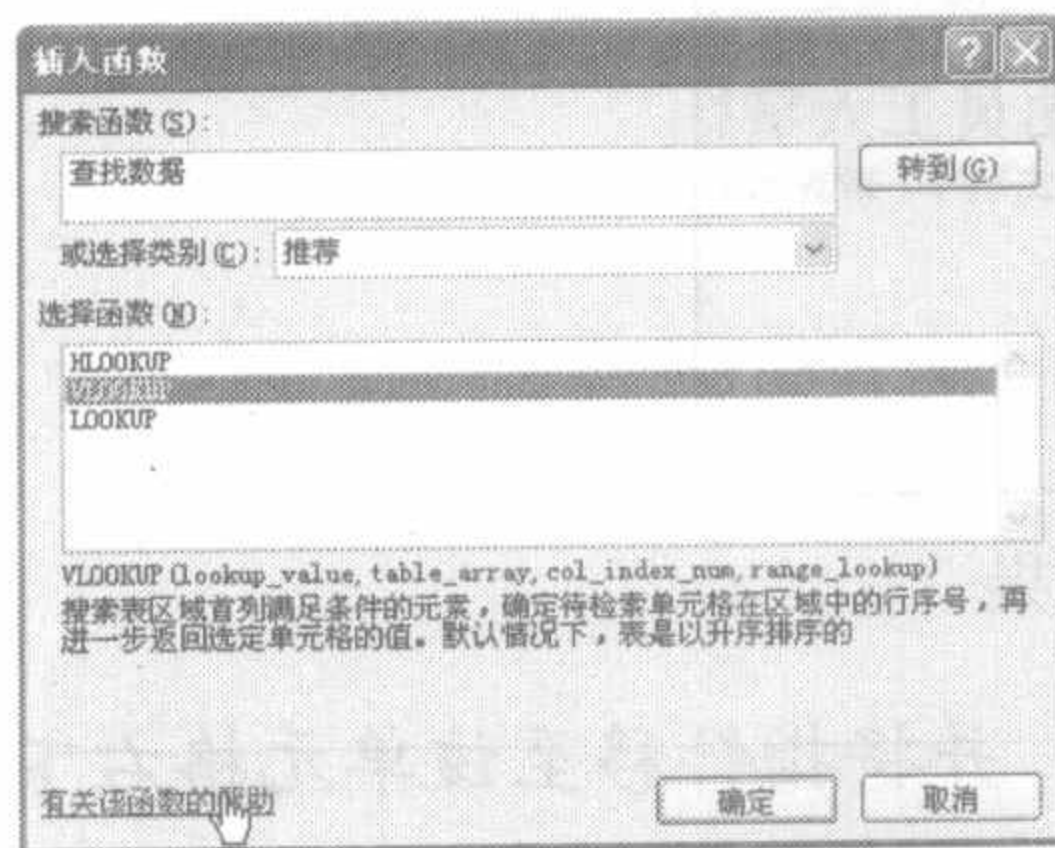 插入函数
搜索函数(S):
查找数据
转到(G)
或选择类别(C): 推荐
选择函数(N):
HLOOKUP
VLOOKUP
LOOKUP
VLOOKUP(lookup_value,table_array,col_index_num,range_lookup)
搜索表区域首列满足条件的元素，确定待检索单元格在区域中的行序号，再
进一步返回选定单元格的值。默认情况下，表是以升序排序的
有关该函数的帮助
确定
取消